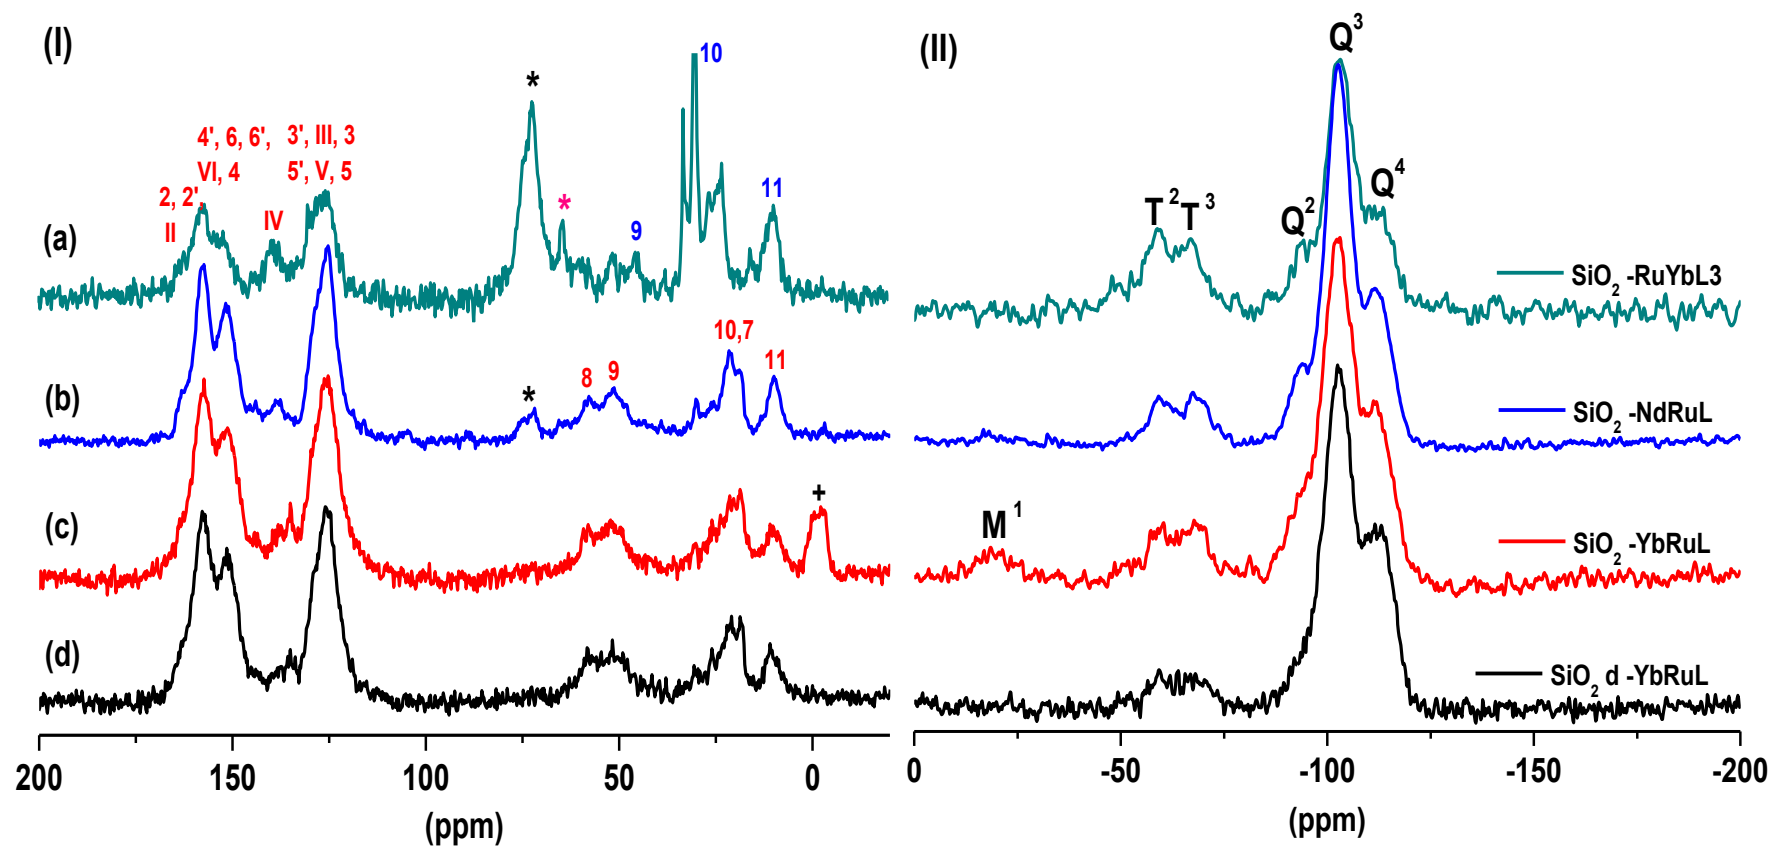 (I)
10
*
4', 6, 6', 3', III, 3
VI, 4 5', V, 5
2, 2',
II IV * 9 11
(a)
10,7
8 9 11
(b) *
(c) +
(d)
200 150 100 50 0
(ppm)
(II)
Q³
T² T³ Q² Q⁴
SiO₂ -RuYbL3
SiO₂ -NdRuL
M¹
SiO₂ -YbRuL
SiO₂ d -YbRuL
0 -50 -100 -150 -200
(ppm)